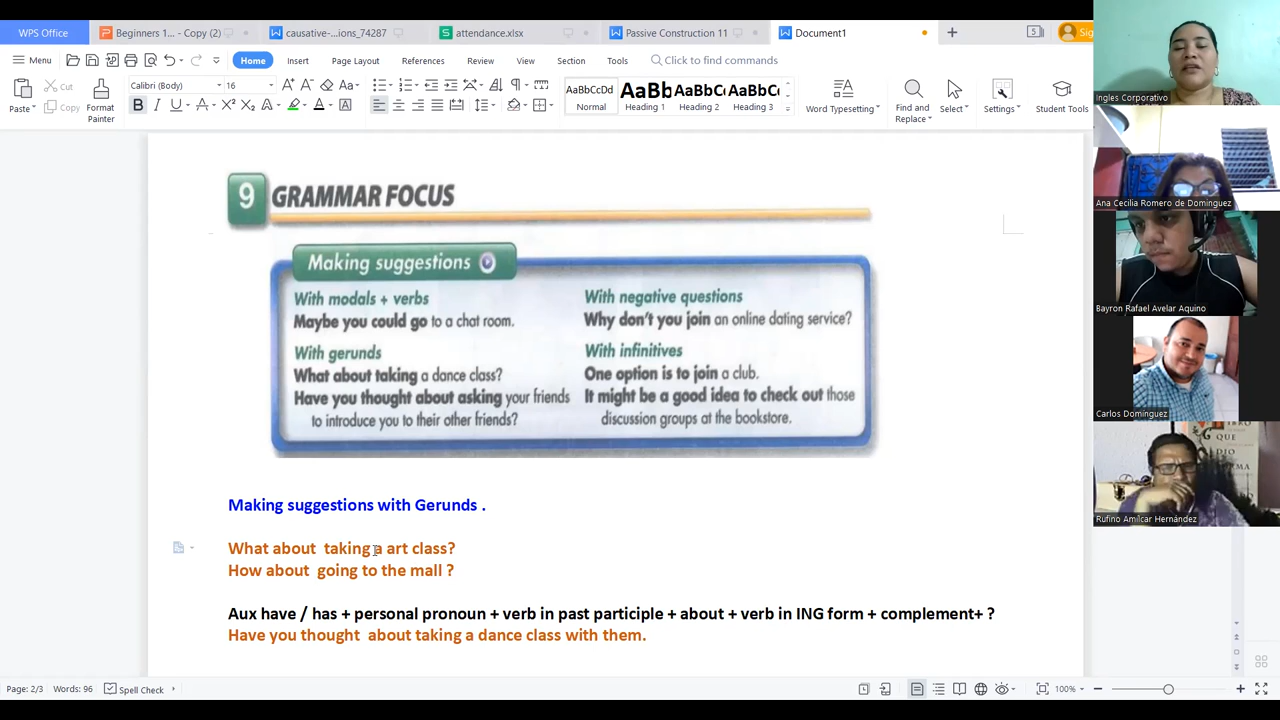 WPS Office
Beginners 1... - Copy (2)
causative-...ions_74287
attendance.xlsx
Passive Construction 11
Document1
Menu
Home
Insert
Page Layout
References
Review
View
Section
Tools
Click to find commands
Paste
Cut
Copy
Format Painter
Calibri (Body)
16
AaBbCcDd
Normal
AaBb
Heading 1
AaBbC
Heading 2
AaBbC
Heading 3
Word Typesetting
Find and Replace
Select
Settings
Student Tools
9 GRAMMAR FOCUS
Making suggestions
With modals + verbs
Maybe you could go to a chat room.
With gerunds
What about taking a dance class?
Have you thought about asking your friends
to introduce you to their other friends?
With negative questions
Why don't you join an online dating service?
With infinitives
One option is to join a club.
It might be a good idea to check out those
discussion groups at the bookstore.
Making suggestions with Gerunds .
What about taking a art class?
How about going to the mall ?
Aux have / has + personal pronoun + verb in past participle + about + verb in ING form + complement+ ?
Have you thought about taking a dance class with them.
Page: 2/3 Words: 96 Spell Check
100%
Ingles Corporativo
Ana Cecilia Romero de Dominguez
Bayron Rafael Avelar Aquino
Carlos Domínguez
Rufino Amílcar Hernández